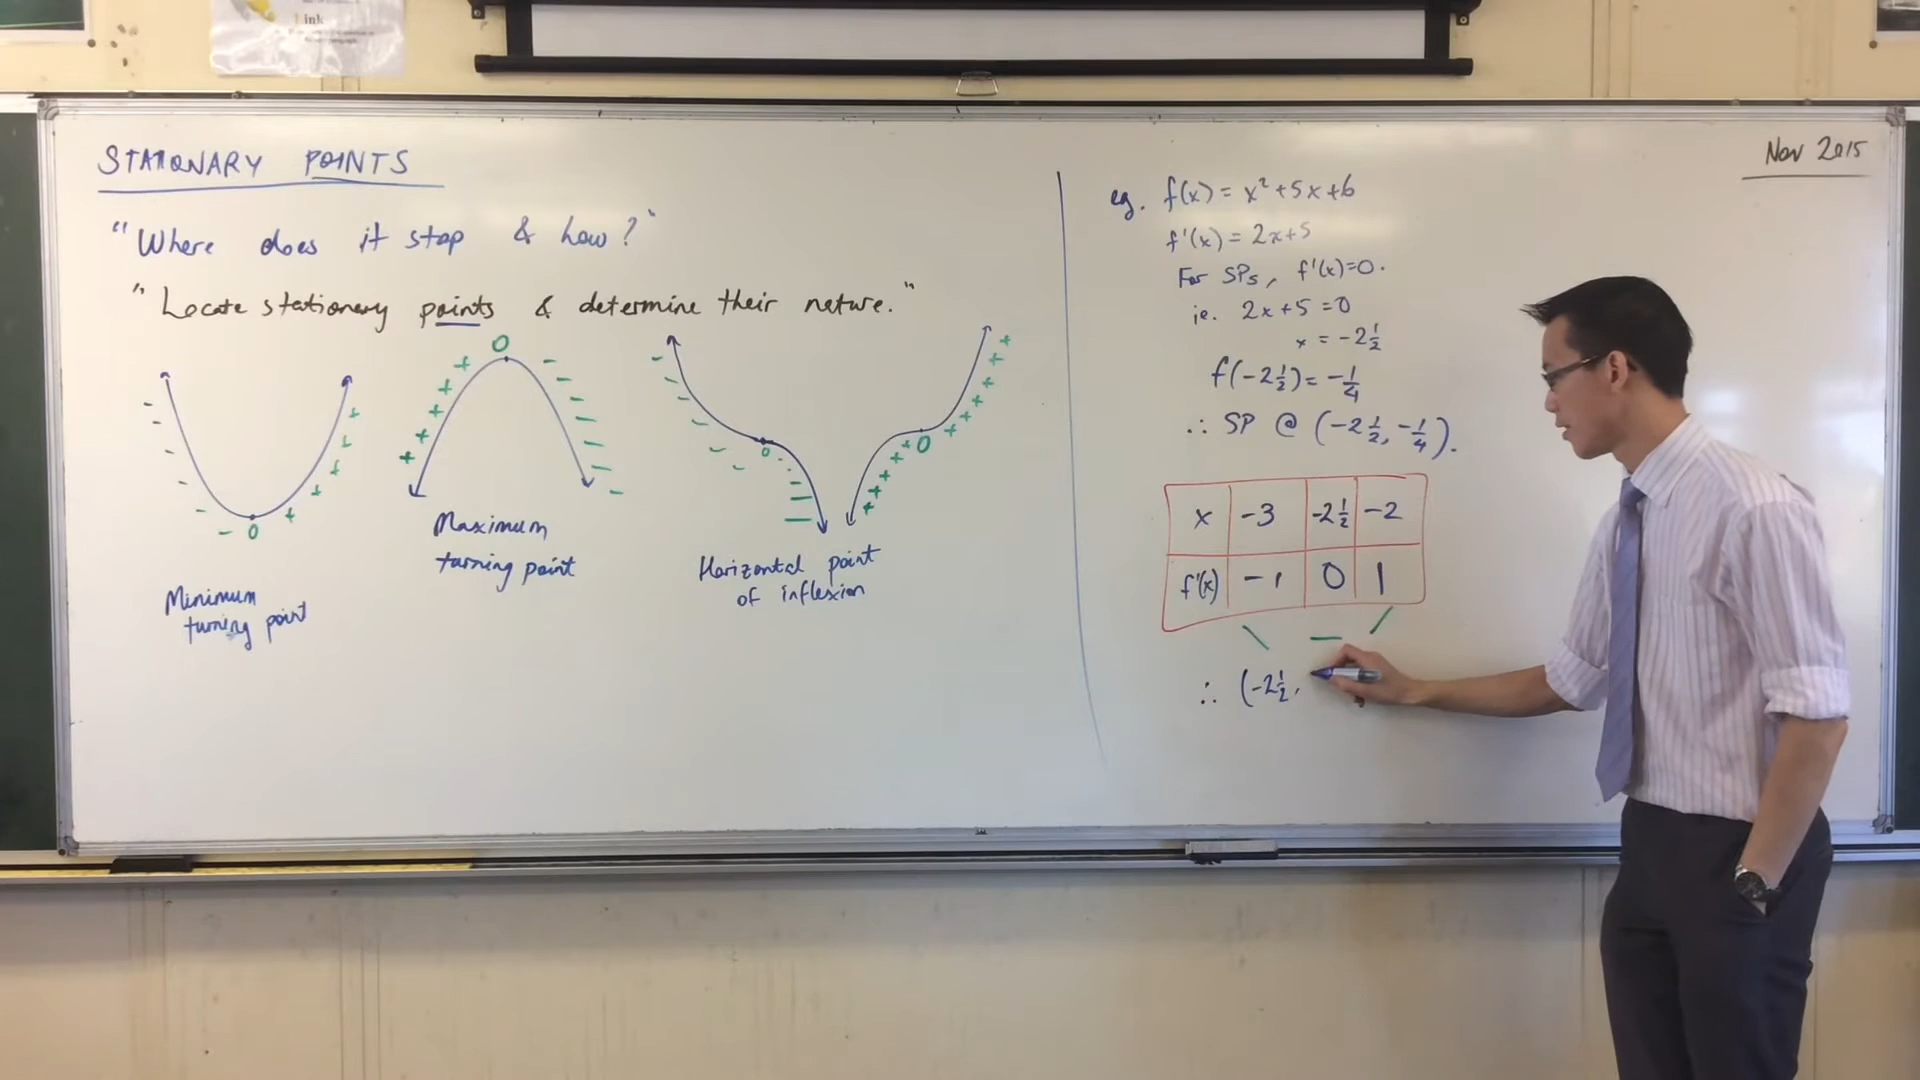 ink
STATIONARY POINTS
"Where does it stop & how?"
"Locate stationary points & determine their nature."
- - - - - - 0 + + + + +
Minimum
turning point
+ + + + + 0 - - - - - - -
Maximum
turning point
- - - - - 0 - - - - -
+ + + + + 0 + + + + + + +
Horizontal point
of inflexion
Nov 2015
eg. f(x) = x² + 5x + 6
f'(x) = 2x+5
For SPs, f'(x)=0.
ie. 2x + 5 = 0
x = -2½
f(-2½) = -¼
∴ SP @ (-2½, -¼).
x -3 -2½ -2
f'(x) -1 0 1
\ — /
∴ (-2½,